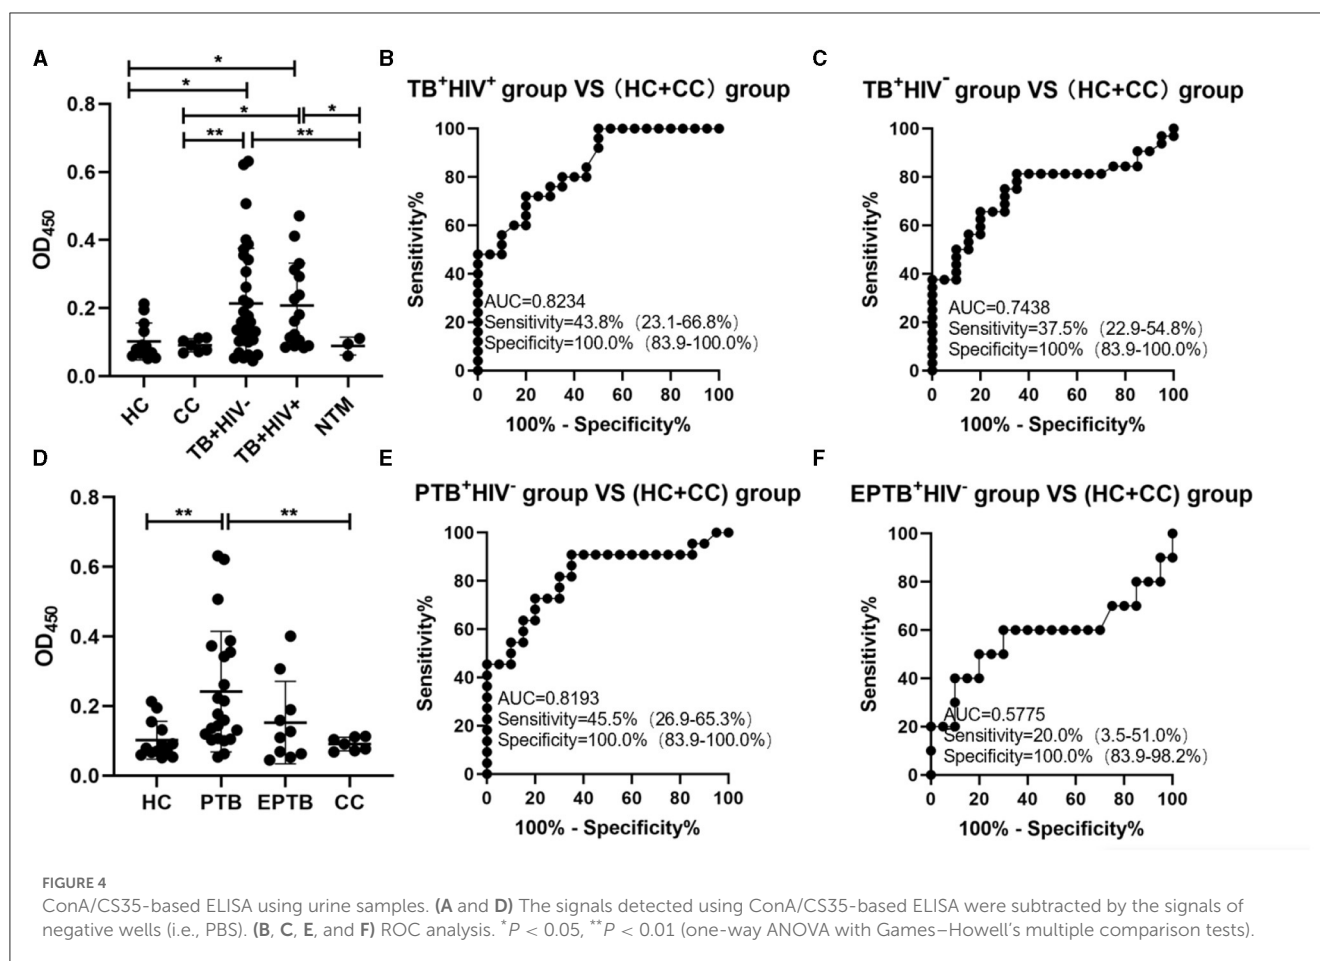 A
B
C
* 
*
* *
** **
0.8
0.6
0.4
0.2
0.0
OD450
HC CC TB+HIV- TB+HIV+ NTM
TB+HIV+ group VS（HC+CC）group
100
80
60
40
20
0
Sensitivity%
AUC=0.8234
Sensitivity=43.8%（23.1-66.8%）
Specificity=100.0%（83.9-100.0%）
0 20 40 60 80 100
100% - Specificity%
TB+HIV- group VS（HC+CC）group
100
80
60
40
20
0
Sensitivity%
AUC=0.7438
Sensitivity=37.5%（22.9-54.8%）
Specificity=100%（83.9-100.0%）
0 20 40 60 80 100
100% - Specificity%
D
E
F
** **
0.8
0.6
0.4
0.2
0.0
OD450
HC PTB EPTB CC
PTB+HIV- group VS (HC+CC) group
100
80
60
40
20
0
Sensitivity%
AUC=0.8193
Sensitivity=45.5%（26.9-65.3%）
Specificity=100.0%（83.9-100.0%）
0 20 40 60 80 100
100% - Specificity%
EPTB+HIV- group VS (HC+CC) group
100
80
60
40
20
0
Sensitivity%
AUC=0.5775
Sensitivity=20.0%（3.5-51.0%）
Specificity=100.0%（83.9-98.2%）
0 20 40 60 80 100
100% - Specificity%
FIGURE 4
ConA/CS35-based ELISA using urine samples. (A and D) The signals detected using ConA/CS35-based ELISA were subtracted by the signals of
negative wells (i.e., PBS). (B, C, E, and F) ROC analysis. *P < 0.05, **P < 0.01 (one-way ANOVA with Games–Howell's multiple comparison tests).